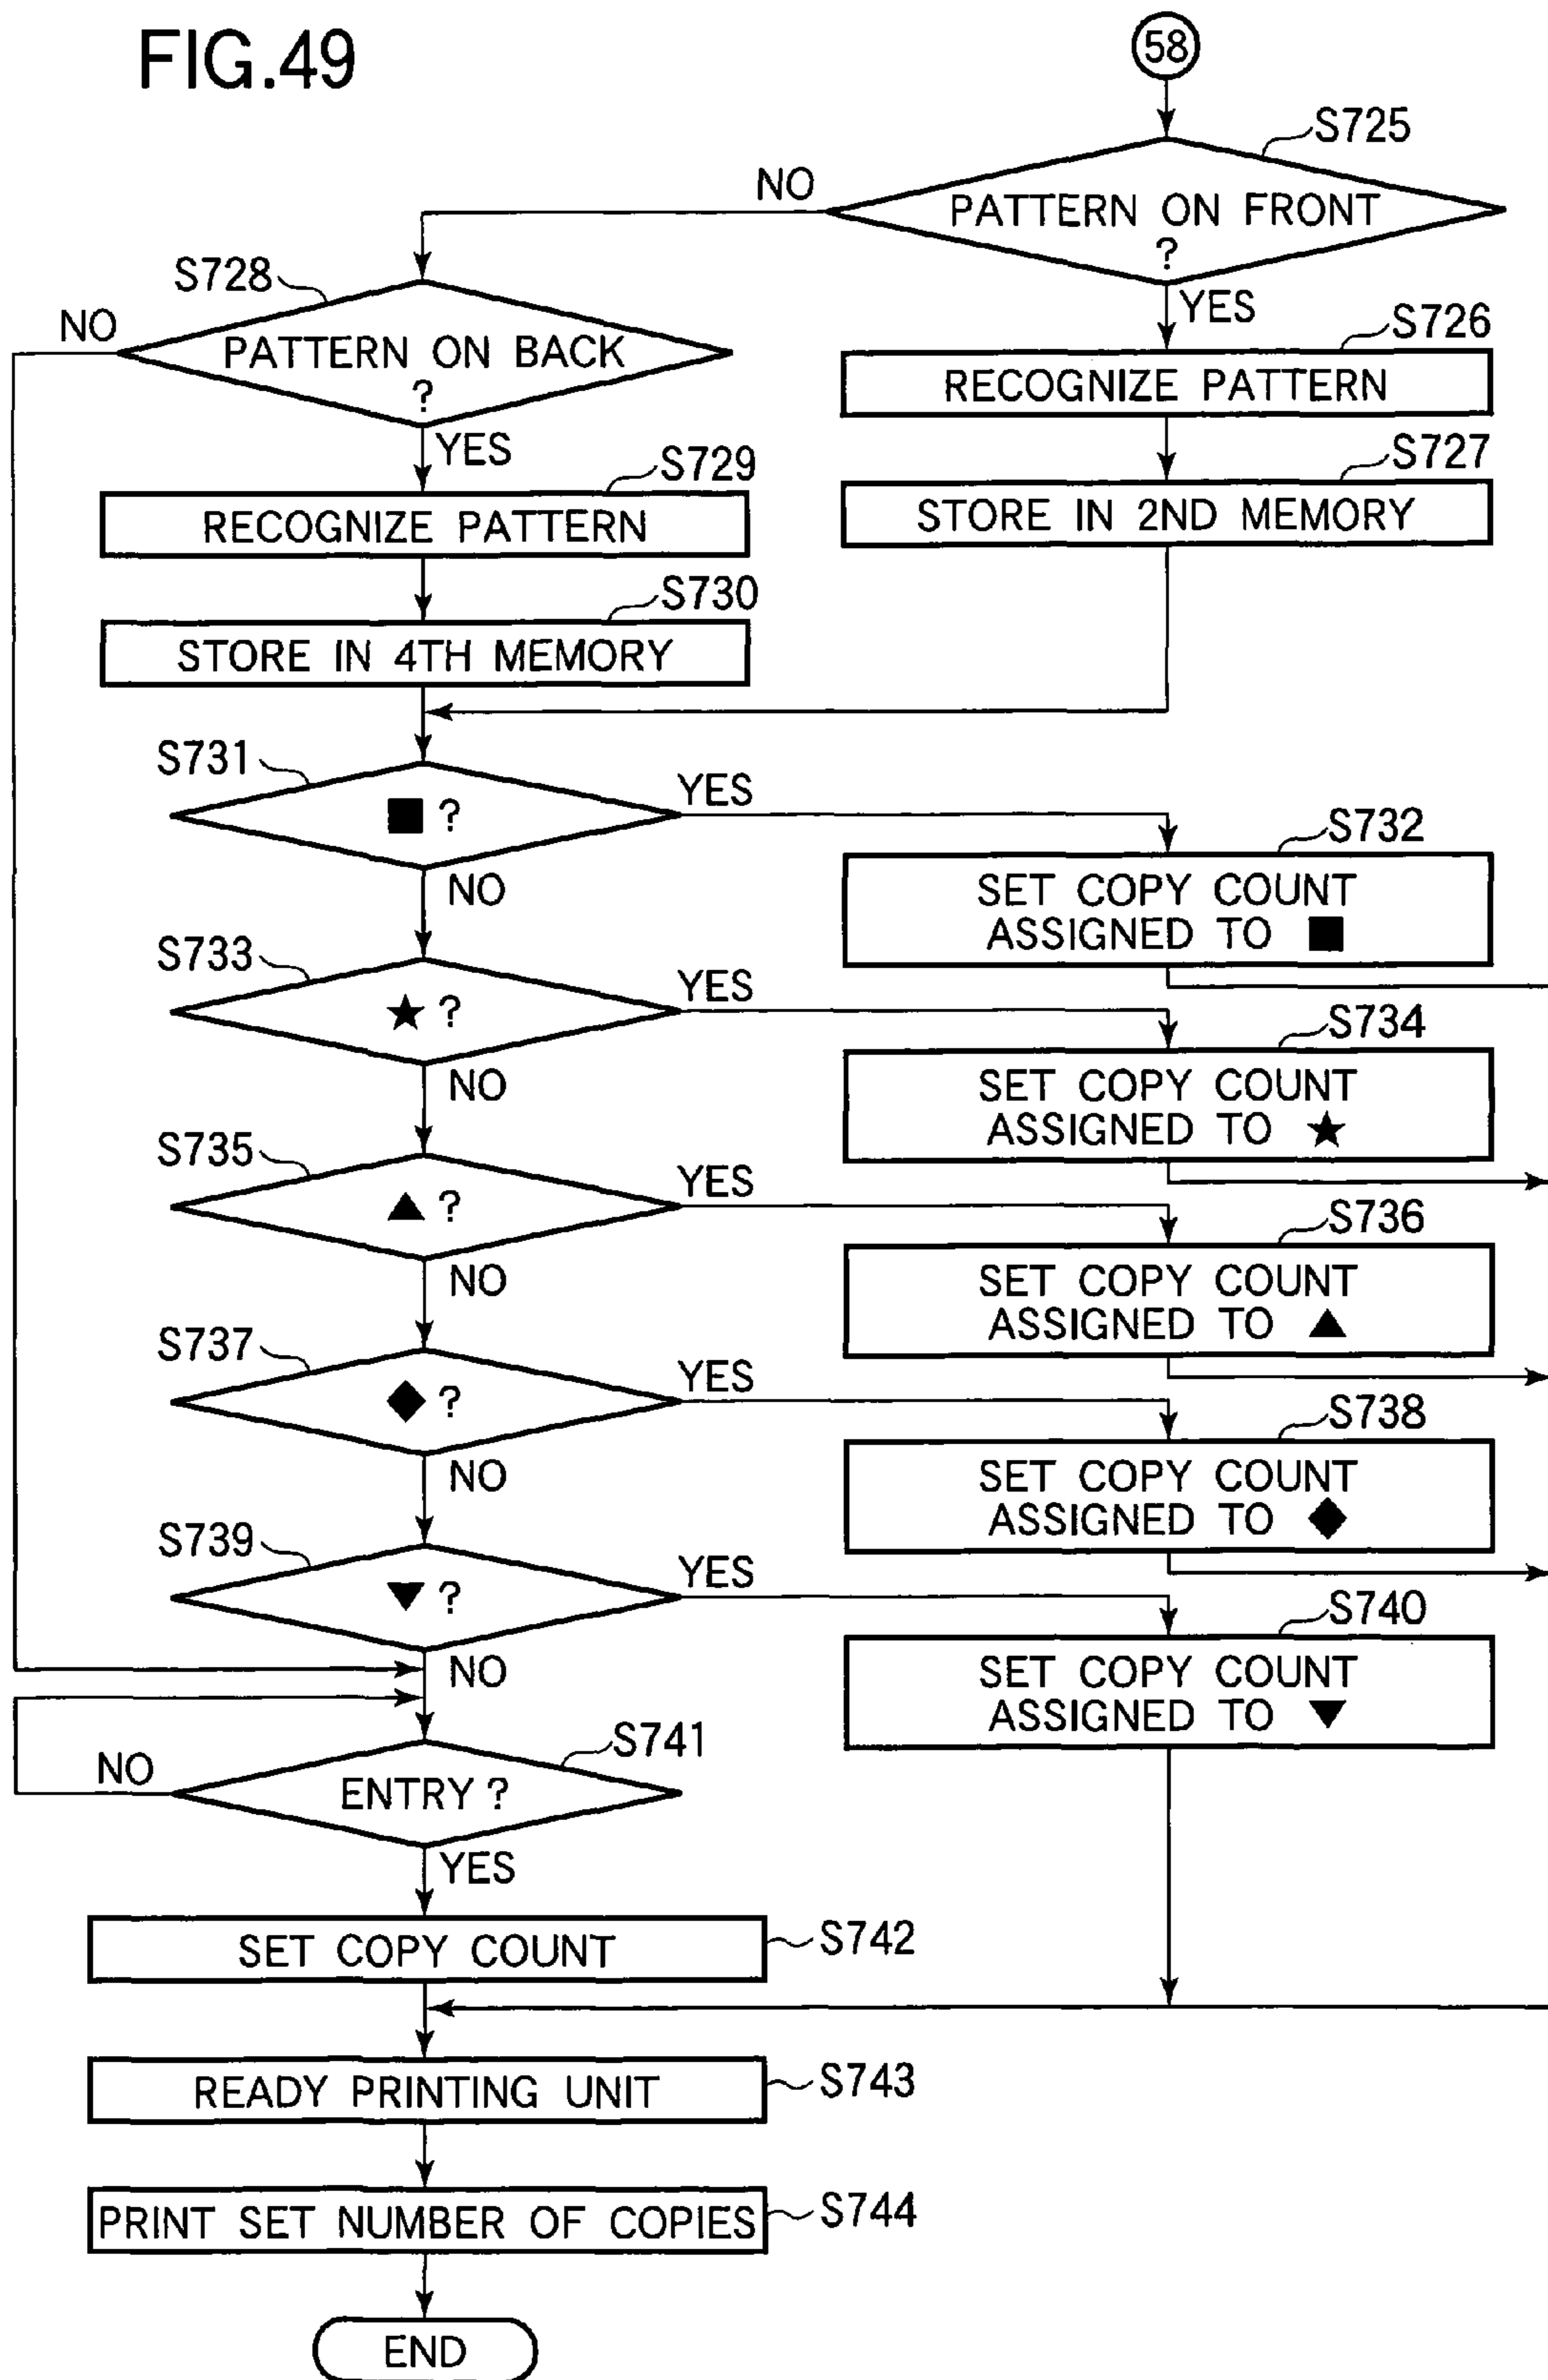 FIG.49
58
S725
PATTERN ON FRONT
?
NO
YES
S726
RECOGNIZE PATTERN
S727
STORE IN 2ND MEMORY
S728
PATTERN ON BACK
?
NO
YES
S729
RECOGNIZE PATTERN
S730
STORE IN 4TH MEMORY
S731
■ ?
YES
NO
S732
SET COPY COUNT
ASSIGNED TO ■
S733
★ ?
YES
NO
S734
SET COPY COUNT
ASSIGNED TO ★
S735
▲ ?
YES
NO
S736
SET COPY COUNT
ASSIGNED TO ▲
S737
◆ ?
YES
NO
S738
SET COPY COUNT
ASSIGNED TO ◆
S739
▼ ?
YES
NO
S740
SET COPY COUNT
ASSIGNED TO ▼
S741
ENTRY ?
NO
YES
SET COPY COUNT
S742
READY PRINTING UNIT
S743
PRINT SET NUMBER OF COPIES
S744
END